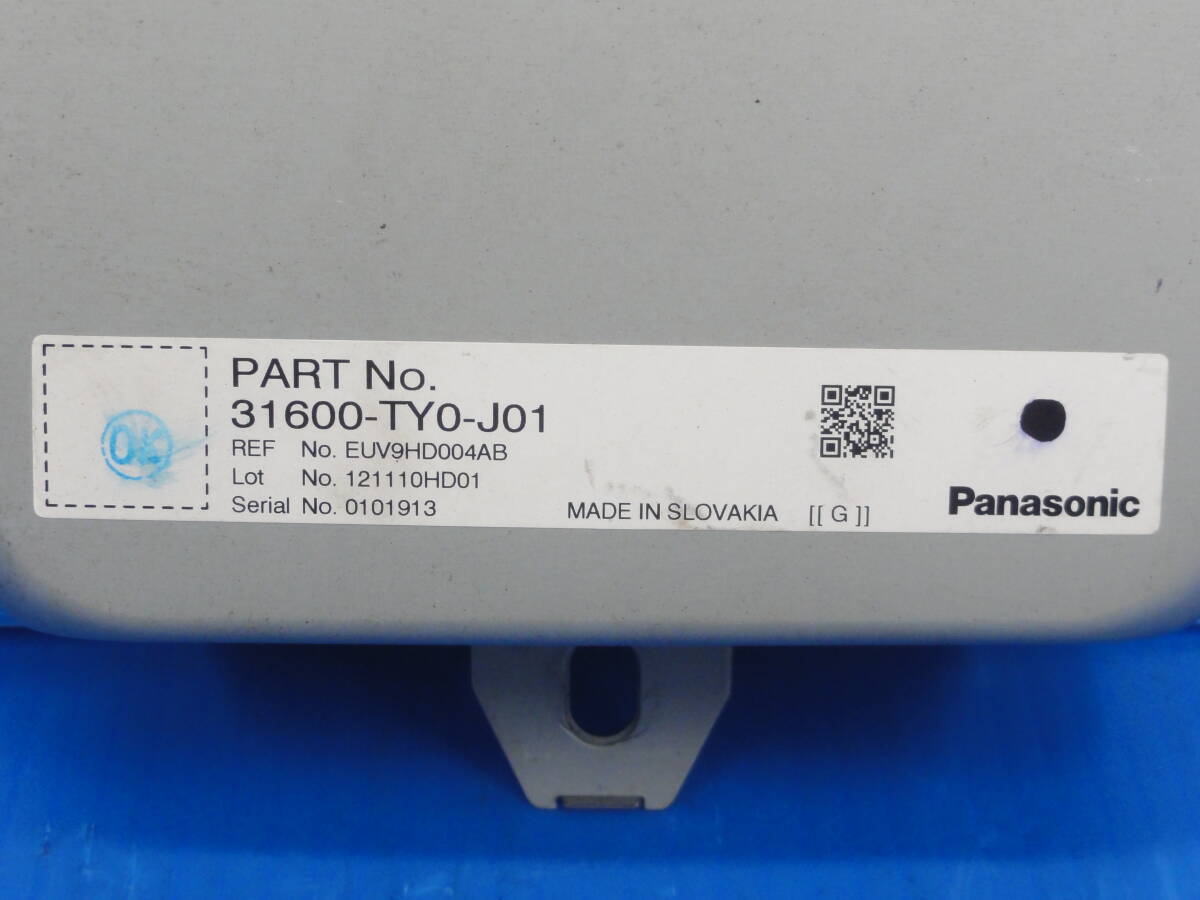 PART No.
31600-TY0-J01
REF No. EUV9HD004AB
Lot No. 121110HD01
Serial No. 0101913
OK
MADE IN SLOVAKIA [[ G ]]
Panasonic